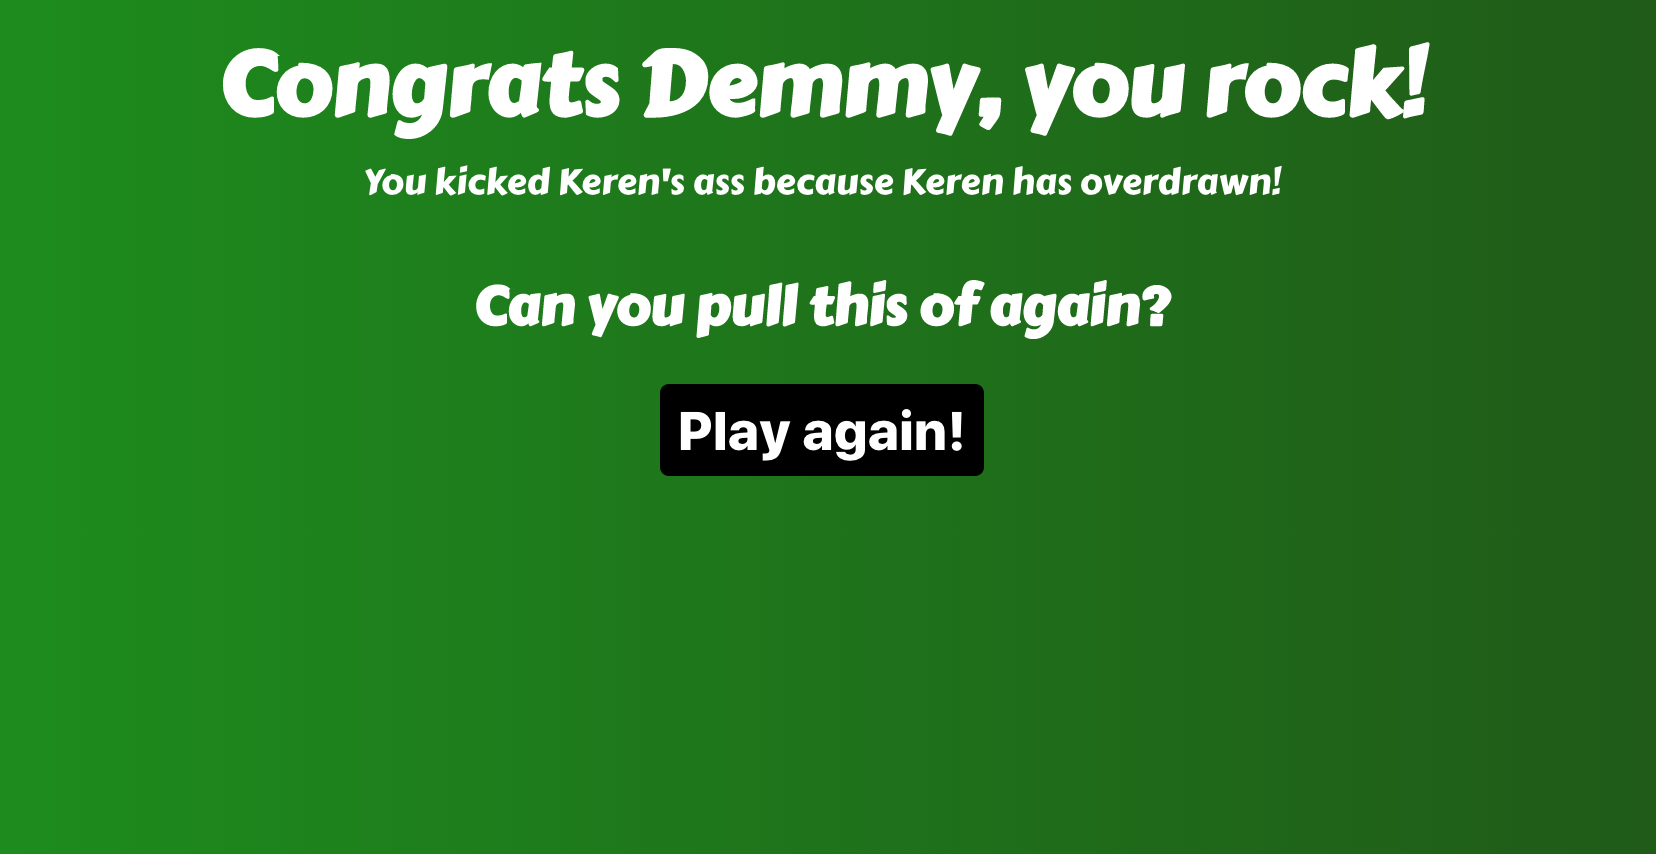 Congrats Demmy, you rock!
You kicked Keren's ass because Keren has overdrawn!
Can you pull this of again?
Play again!